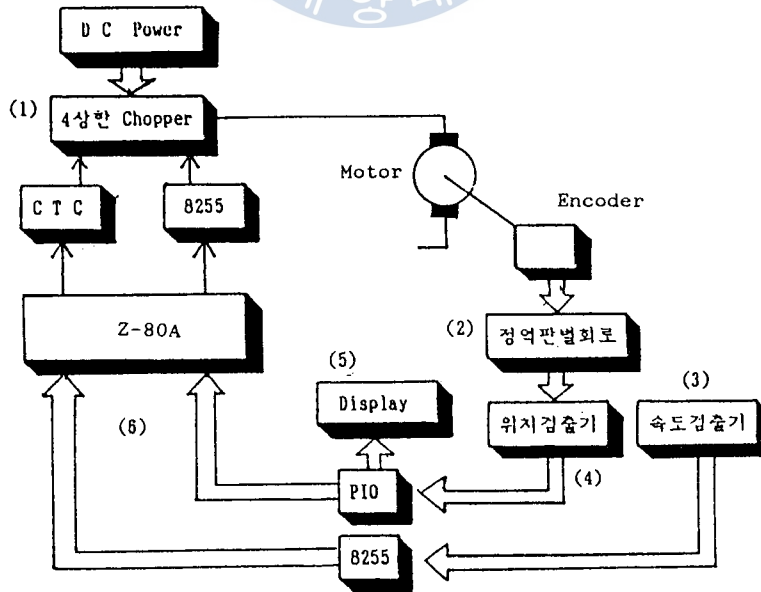 D C Power
(1)
4상한 Chopper
Motor
Encoder
C T C
8255
Z-80A
(2)
정역판별회로
(5)
(3)
Display
위치검출기
속도검출기
(6)
(4)
PIO
8255